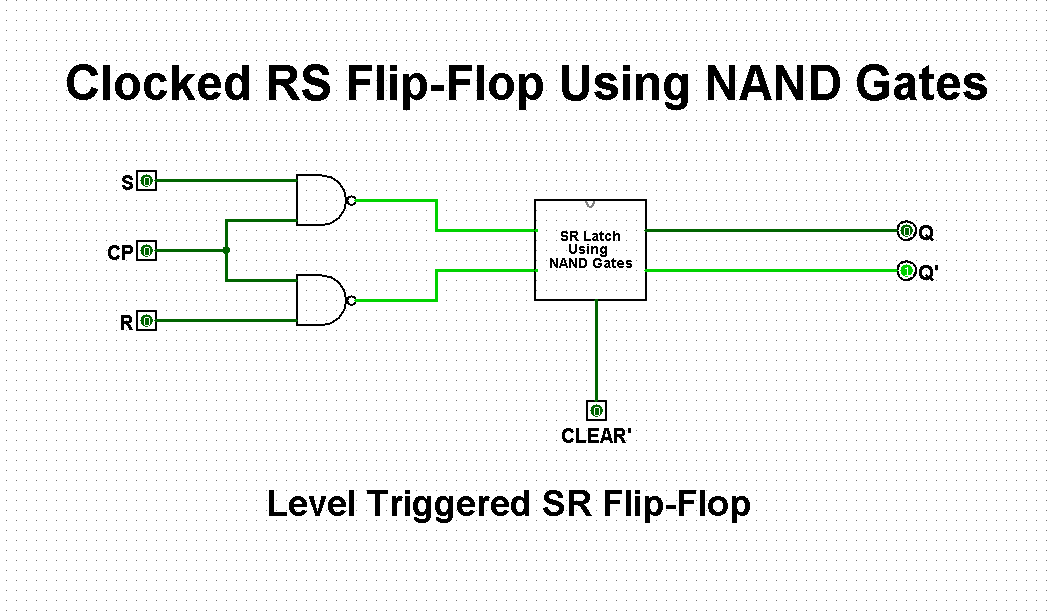 Clocked RS Flip-Flop Using NAND Gates
S 0
CP 0
R 0
SR Latch
Using
NAND Gates
0 Q
1 Q'
0
CLEAR'
Level Triggered SR Flip-Flop